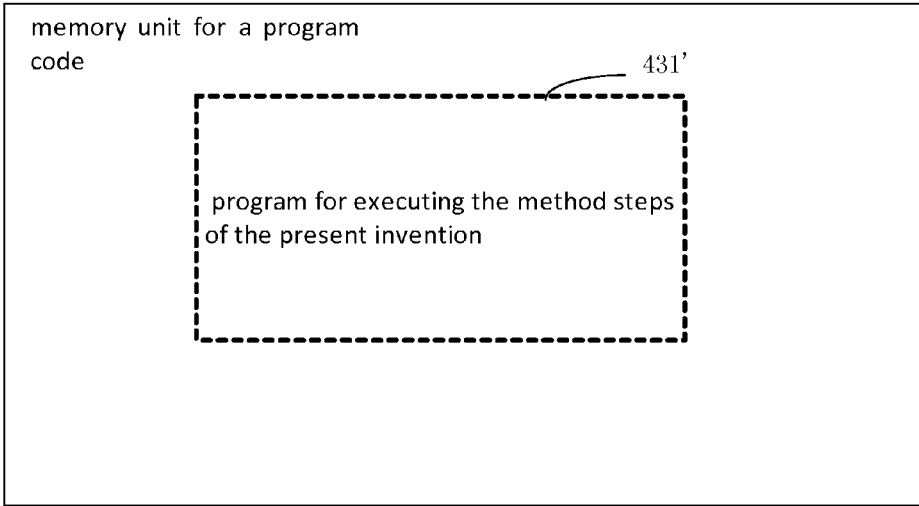 memory unit for a program
code
431’
program for executing the method steps
of the present invention